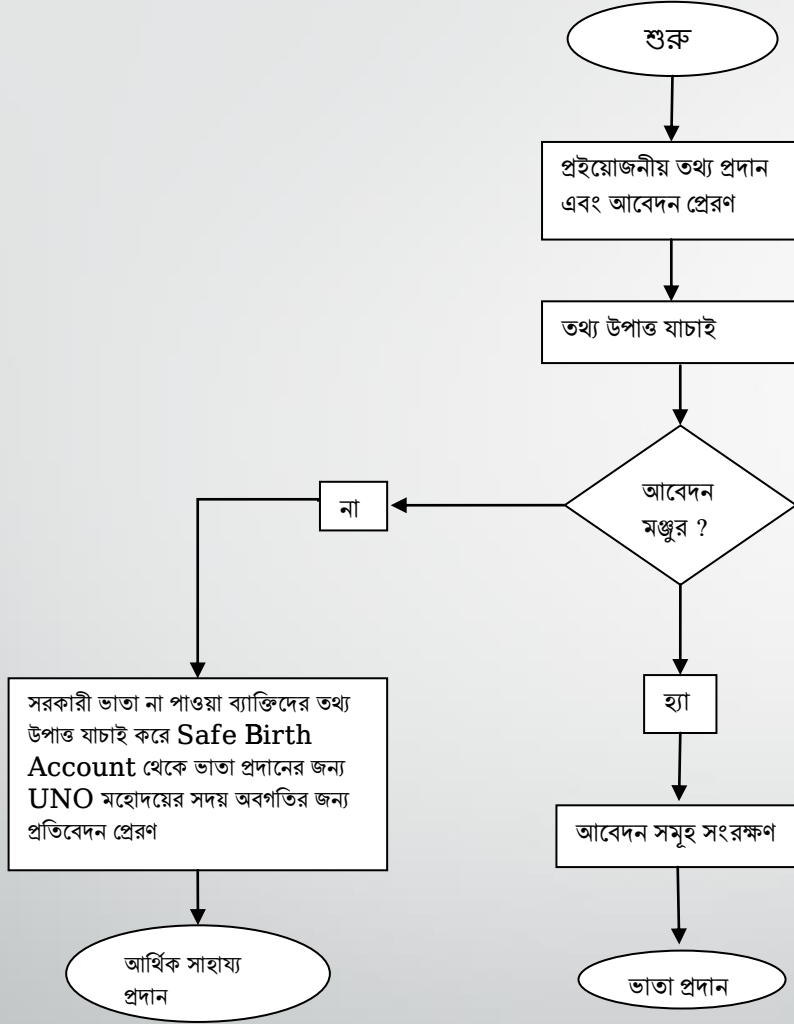 শুরু
প্রইয়োজনীয় তথ্য প্রদান
এবং আবেদন প্রেরণ
তথ্য উপাত্ত যাচাই
আবেদন
মঞ্জুর ?
না
হ্যা
সরকারী ভাতা না পাওয়া ব্যাক্তিদের তথ্য
উপাত্ত যাচাই করে Safe Birth
Account থেকে ভাতা প্রদানের জন্য
UNO মহোদয়ের সদয় অবগতির জন্য
প্রতিবেদন প্রেরণ
আবেদন সমূহ সংরক্ষণ
আর্থিক সাহায্য
প্রদান
ভাতা প্রদান